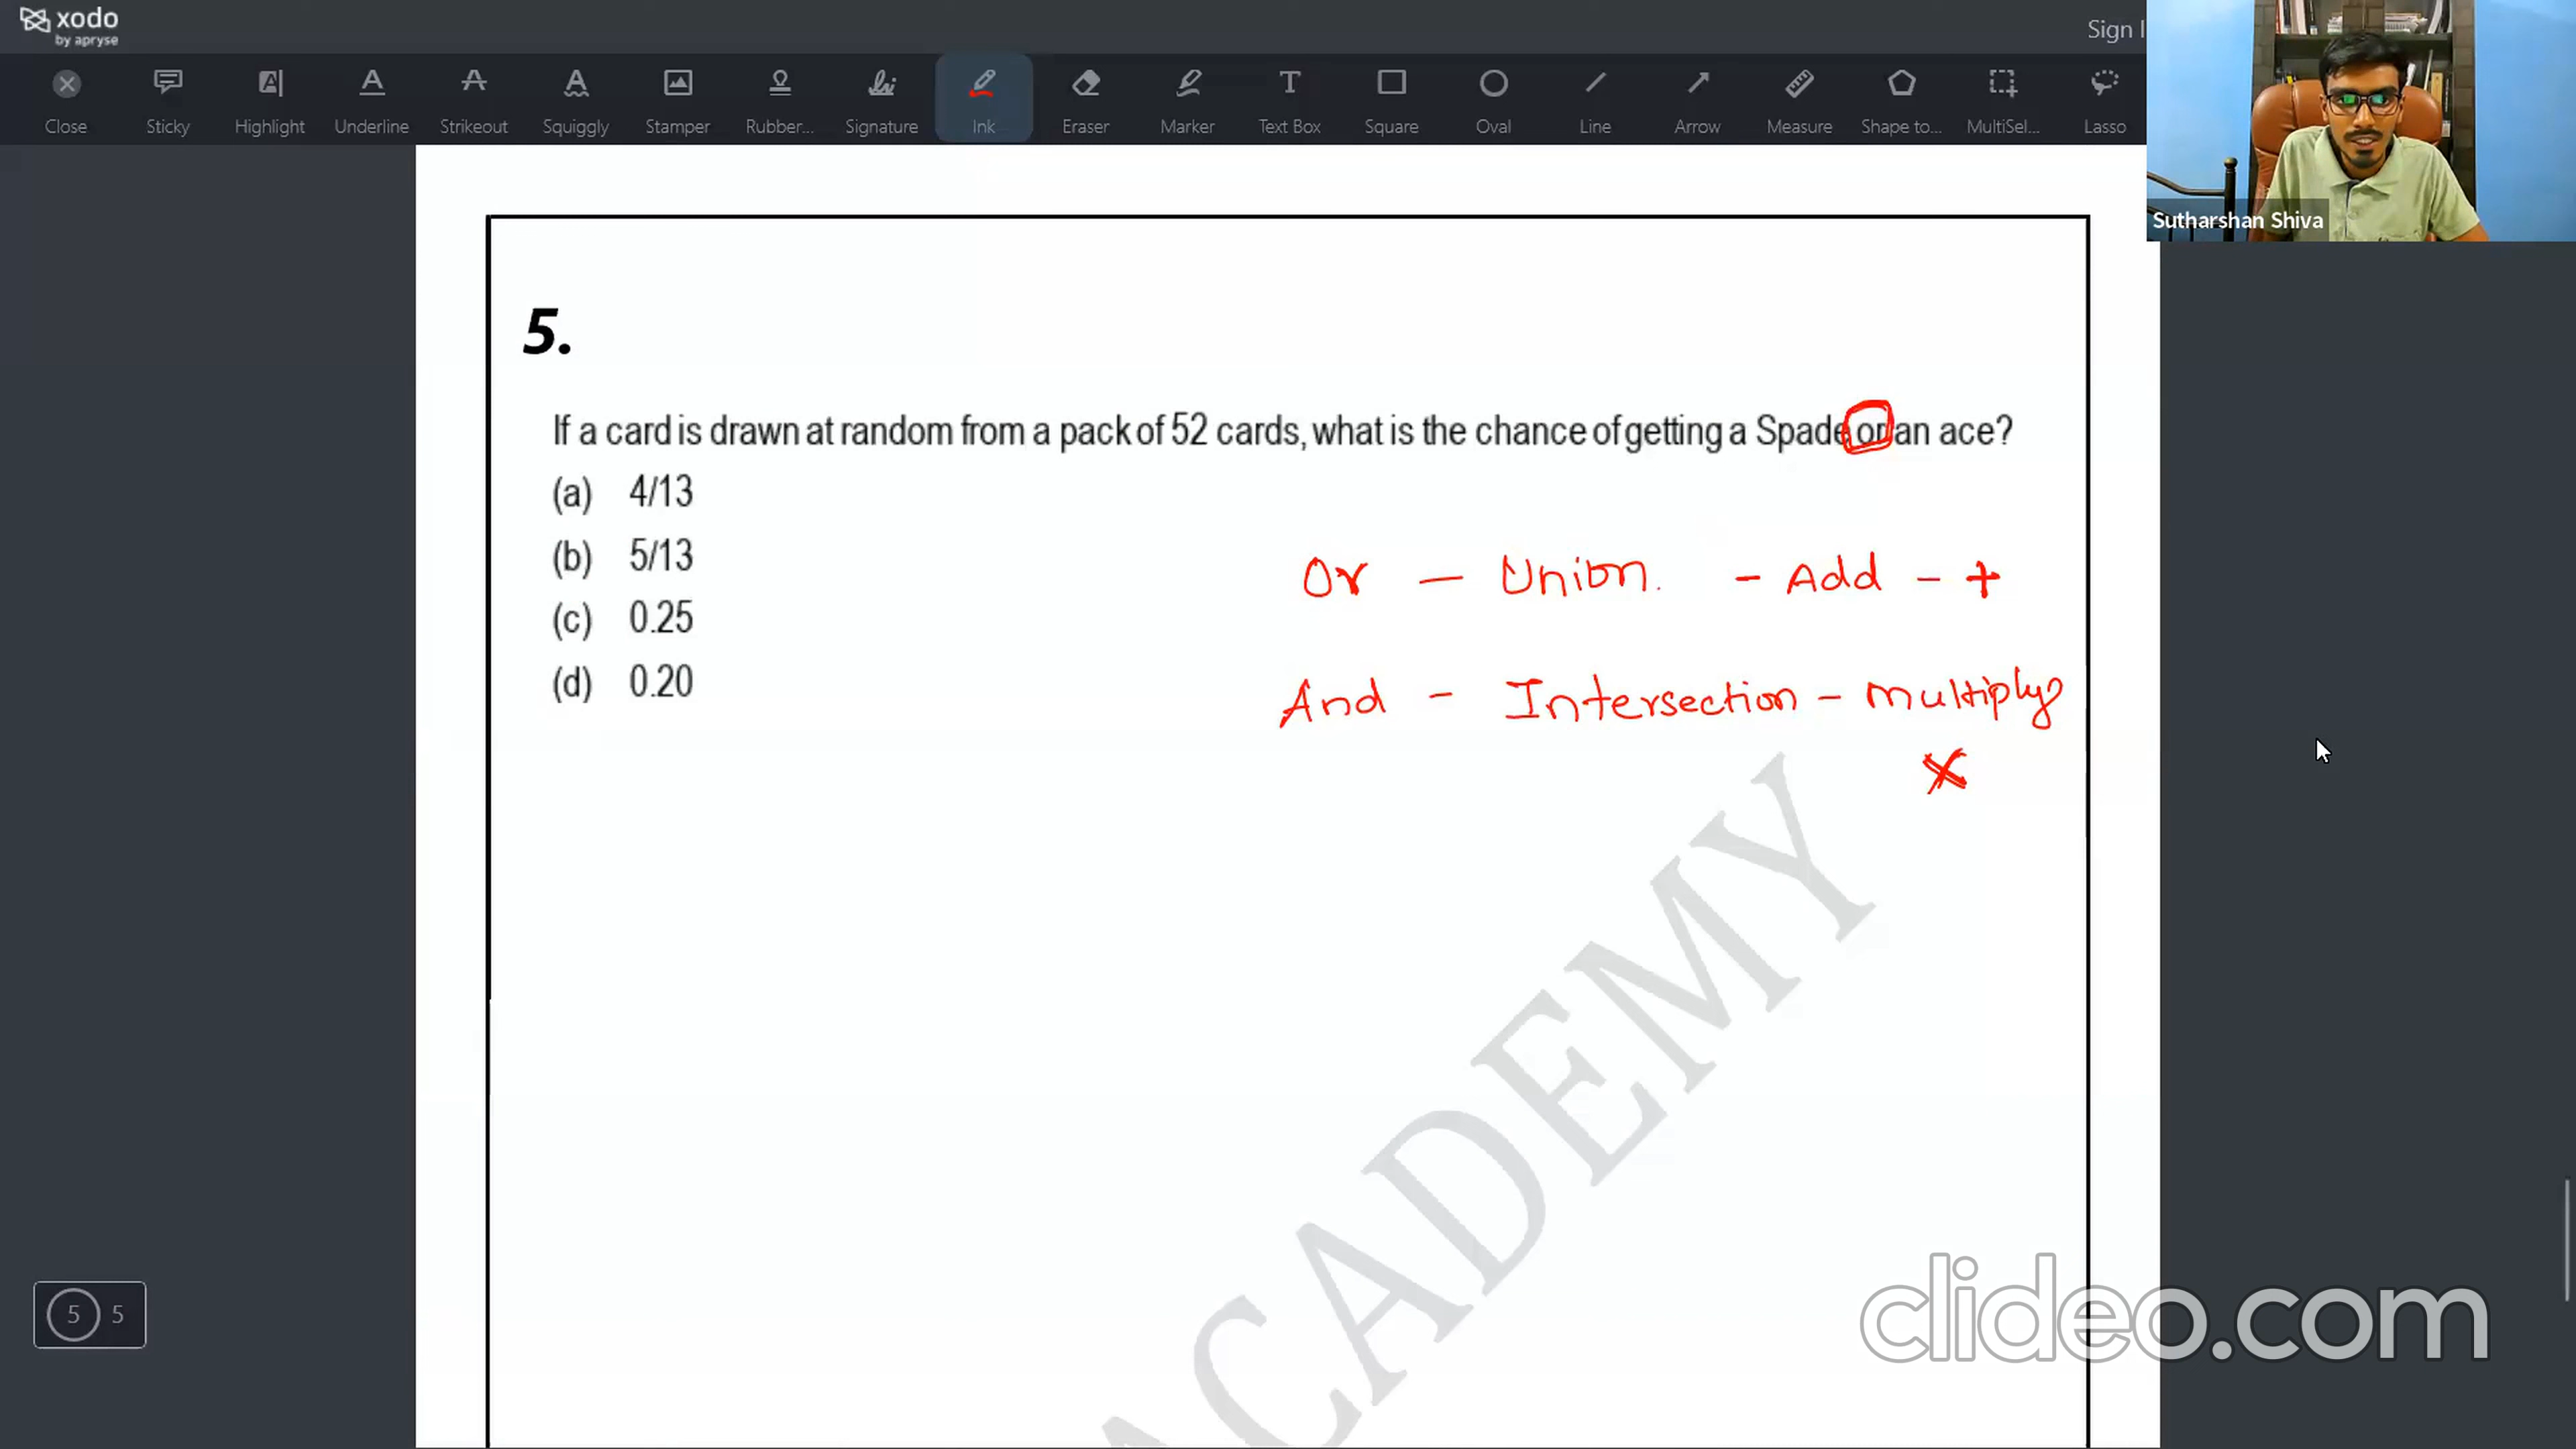 xodo
by apryse
Sign I
Close
Sticky
Highlight
Underline
Strikeout
Squiggly
Stamper
Rubber...
Signature
Ink
Eraser
Marker
Text Box
Square
Oval
Line
Arrow
Measure
Shape to...
MultiSel...
Lasso
Sutharshan Shiva
5.
If a card is drawn at random from a pack of 52 cards, what is the chance of getting a Spade or an ace?
(a) 4/13
(b) 5/13
(c) 0.25
(d) 0.20
Or — Union. - Add - +
And - Intersection - multiply
×
ACADEMY
5 5
clideo.com